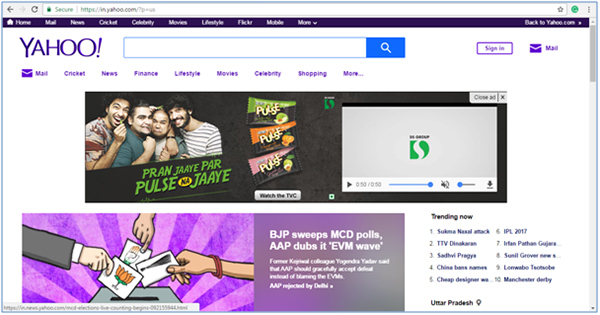 Secure | https://in.yahoo.com/?p=us
Home Mail Cricket Celebrity Movies Lifestyle Flickr Mobile More Back to Yahoo.com
YAHOO!
Sign in Mail
Mail Cricket News Finance Lifestyle Movies Celebrity Shopping More...
Close ad X
PULSE
PULSE
PULSE
DS GROUP
PRAN JAAYE PAR
PULSE NA JAAYE
Watch the TVC.
0:50 / 0:50
BJP sweeps MCD polls,
AAP dubs it 'EVM wave'
Former Kejriwal colleague Yogendra Yadav
said that AAP should gracefully accept defeat
instead of blaming the EVMs.
AAP rejected by Delhi »
Trending now
1. Sukma Naxal attack 6. IPL 2017
2. TTV Dinakaran 7. Irfan Pathan Gujara...
3. Sadhvi Pragya 8. Sunil Grover new s...
4. China bans names 9. Lonwabo Tsotsobe
5. Cheap designer wa... 10. Manchester derby
Uttar Pradesh
https://in.news.yahoo.com/mcd-elections-live-counting-begins-092155944.html